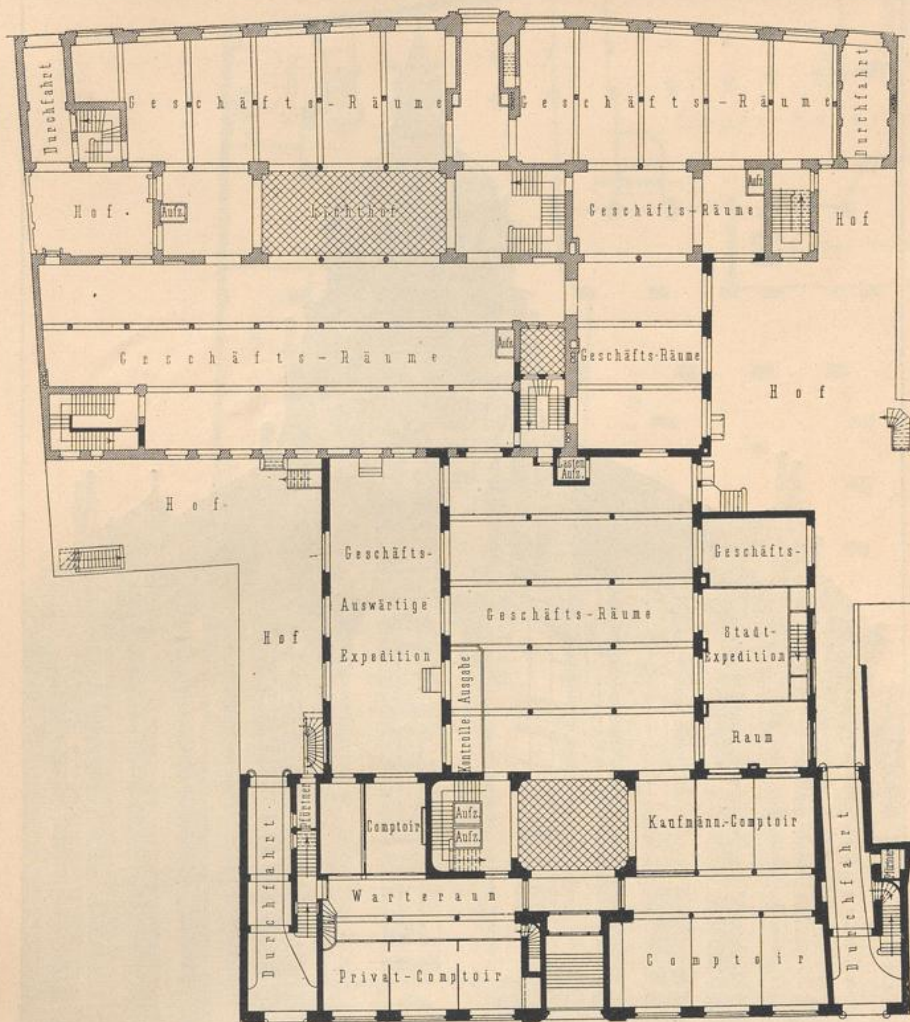 Durchfahrt
Geschäfts-Räume
Geschäfts-Räume
Durchfahrt
Hof.
Aufz.
Lichthof
Geschäfts-Räume
Aufz.
Hof
Geschäfts-Räume
Aufz.
Geschäfts-Räume
Hof
Lasten
Aufz.
Hof
Geschäfts-
Auswärtige
Expedition
Geschäfts-Räume
Kontrolle Ausgabe
Geschäfts-
Stadt-
Expedition
Raum
Hof
Durchfahrt
Pförtner
Comptoir
Aufz.
Aufz.
Kaufmänn.-Comptoir
Durchfahrt
Warteraum
Privat-Comptoir
Comptoir